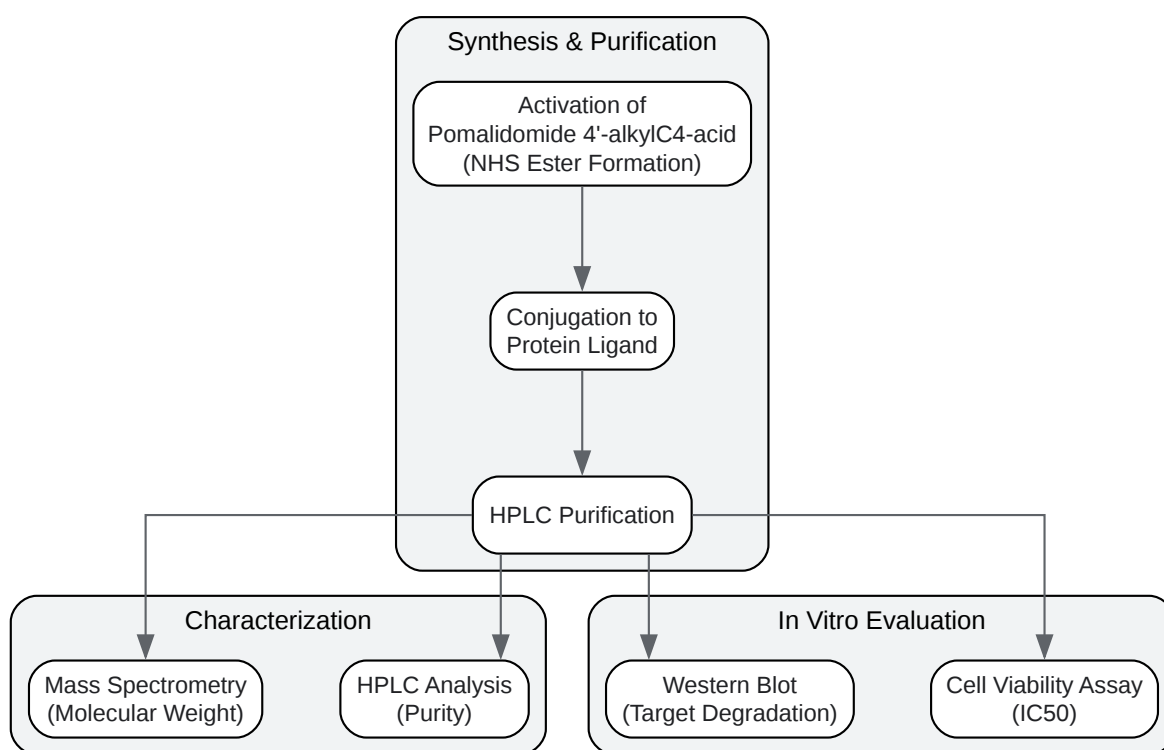 Synthesis & Purification
Activation of
Pomalidomide 4'-alkylC4-acid
(NHS Ester Formation)
Conjugation to
Protein Ligand
HPLC Purification
Characterization
Mass Spectrometry
(Molecular Weight)
HPLC Analysis
(Purity)
In Vitro Evaluation
Western Blot
(Target Degradation)
Cell Viability Assay
(IC50)